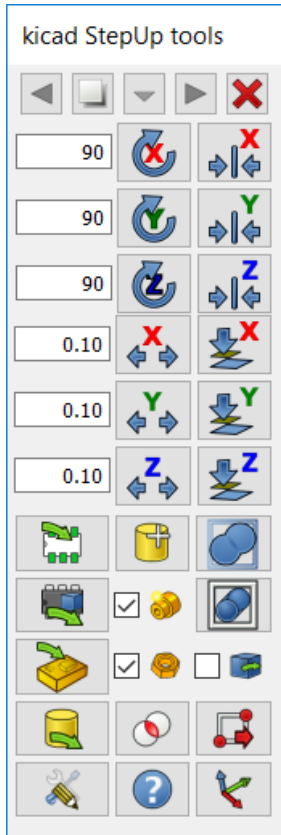 kicad StepUp tools
90 X X
90 Y Y
90 Z Z
0.10 X X
0.10 Y Y
0.10 Z Z
?